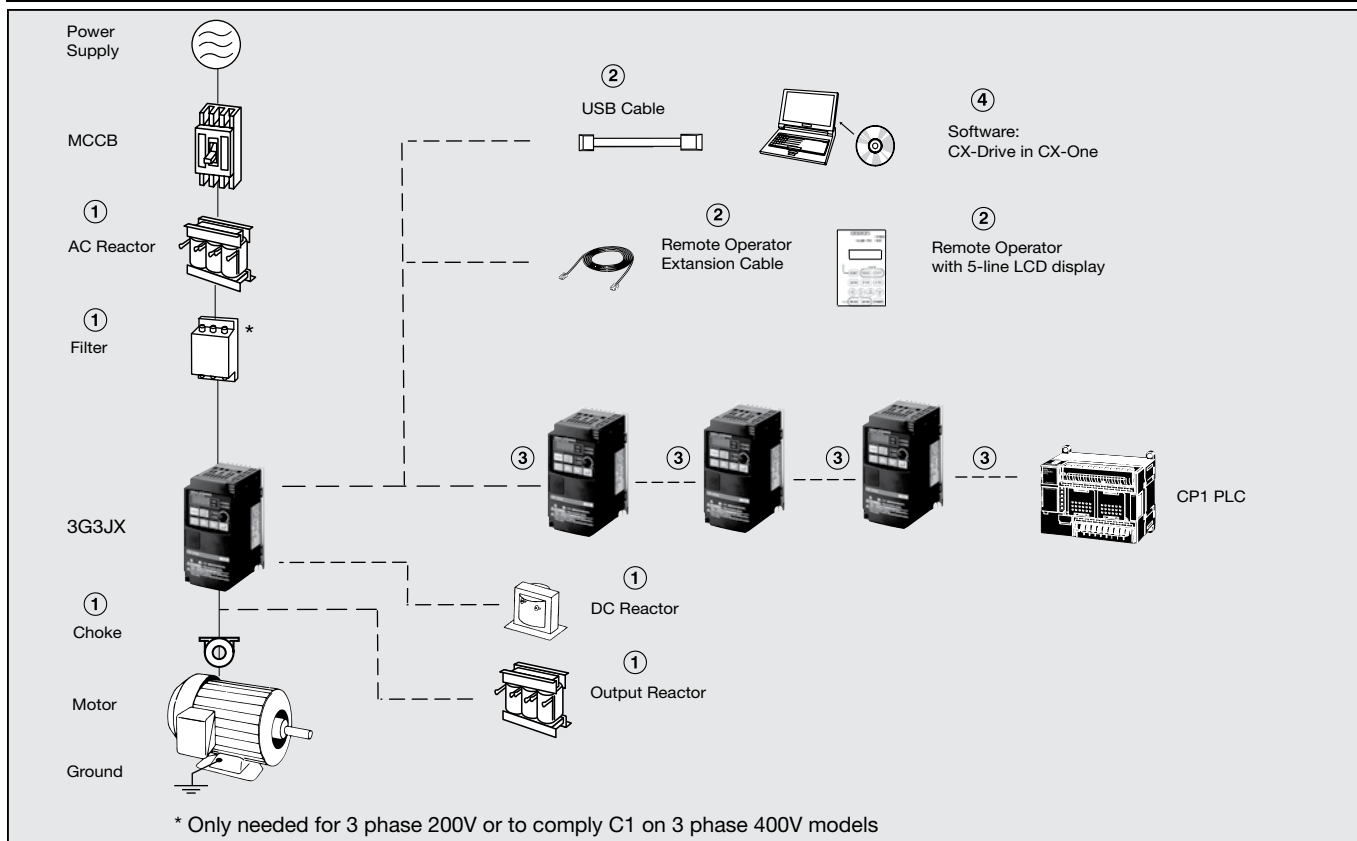 Power
Supply
MCCB
①
AC Reactor
①
Filter
*
3G3JX
①
Choke
Motor
Ground
②
USB Cable
④
Software:
CX-Drive in CX-One
②
Remote Operator
Extansion Cable
②
Remote Operator
with 5-line LCD display
③
③
③
③
CP1 PLC
①
DC Reactor
①
Output Reactor
* Only needed for 3 phase 200V or to comply C1 on 3 phase 400V models